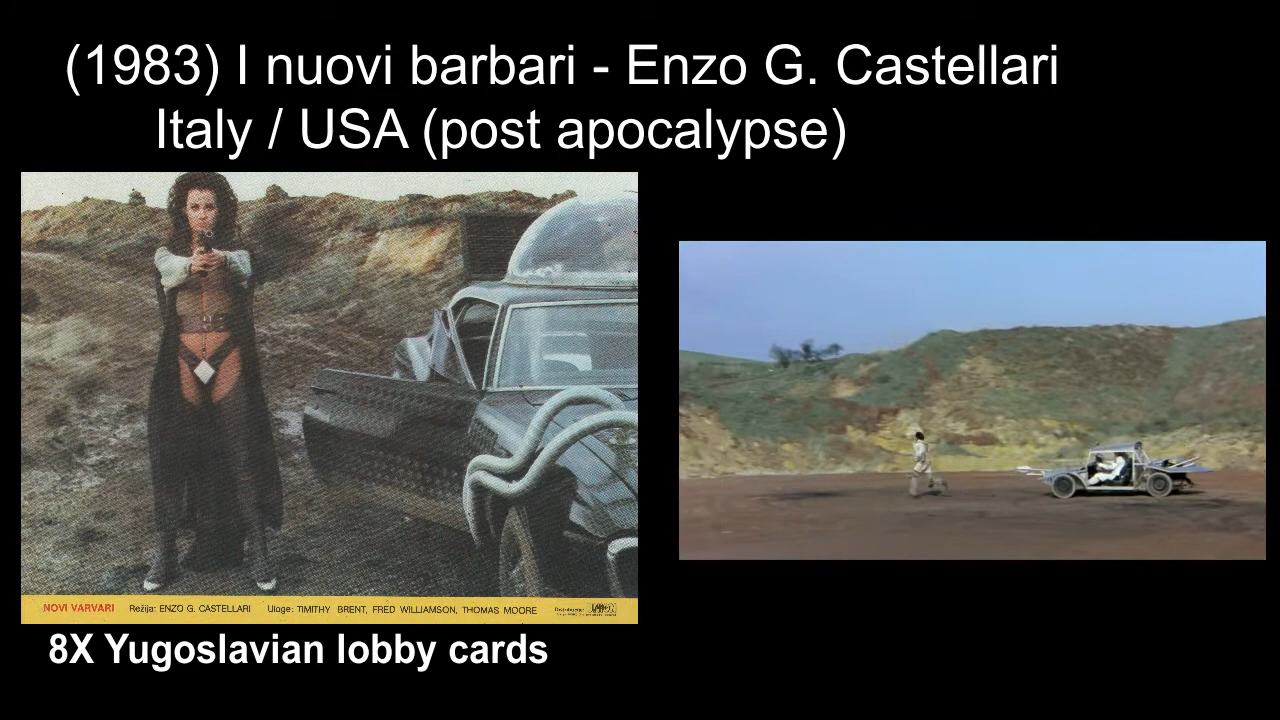 (1983) I nuovi barbari - Enzo G. Castellari
Italy / USA (post apocalypse)
NOVI VARVARI Režija: ENZO G. CASTELLARI Uloge: TIMITHY BRENT, FRED WILLIAMSON, THOMAS MOORE
8X Yugoslavian lobby cards